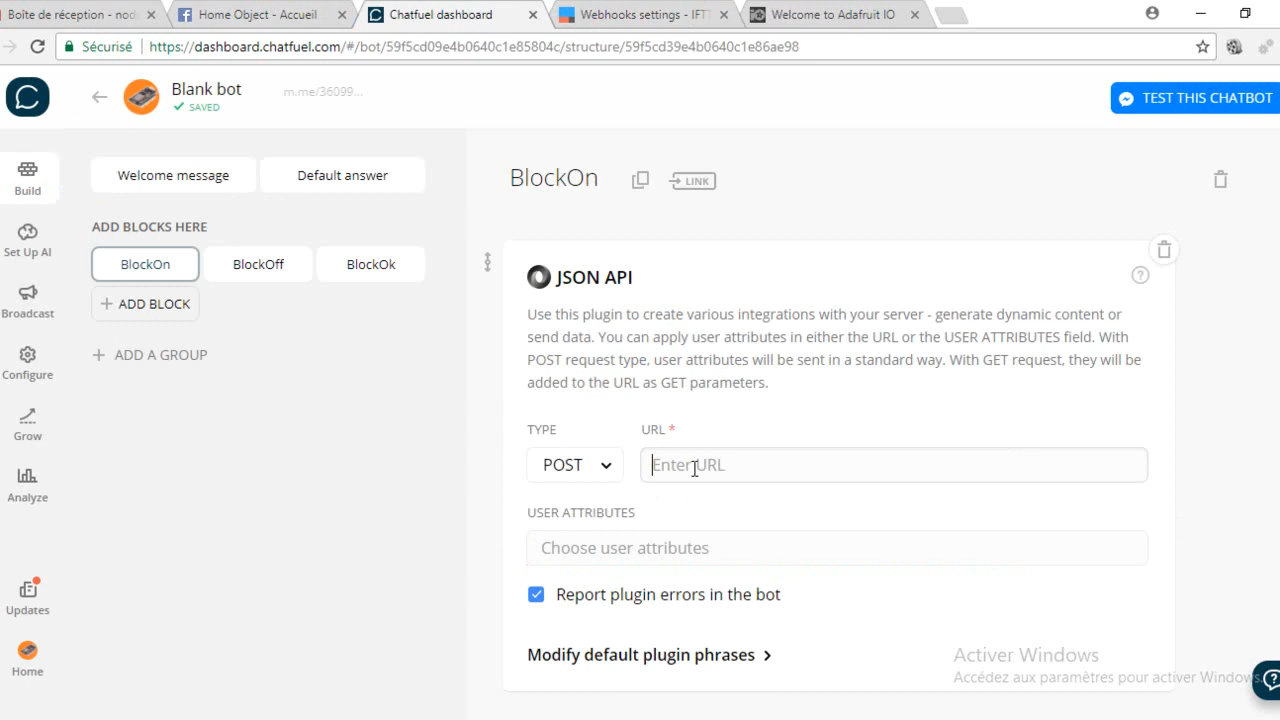 Boîte de réception - nod
Home Object - Accueil
Chatfuel dashboard
Webhooks settings - IFTT
Welcome to Adafruit IO
Sécurisé
https://dashboard.chatfuel.com/#/bot/59f5cd09e4b0640c1e85804c/structure/59f5cd39e4b0640c1e86ae98
Blank bot
SAVED
m.me/36099...
TEST THIS CHATBOT
Build
Set Up AI
Broadcast
Configure
Grow
Analyze
Updates
Home
Welcome message
Default answer
ADD BLOCKS HERE
BlockOn
BlockOff
BlockOk
+ ADD BLOCK
+ ADD A GROUP
BlockOn
LINK
JSON API
Use this plugin to create various integrations with your server - generate dynamic content or
send data. You can apply user attributes in either the URL or the USER ATTRIBUTES field. With
POST request type, user attributes will be sent in a standard way. With GET request, they will be
added to the URL as GET parameters.
TYPE
URL *
POST
Enter URL
USER ATTRIBUTES
Choose user attributes
Report plugin errors in the bot
Modify default plugin phrases
Activer Windows
Accédez aux paramètres pour activer Windows.